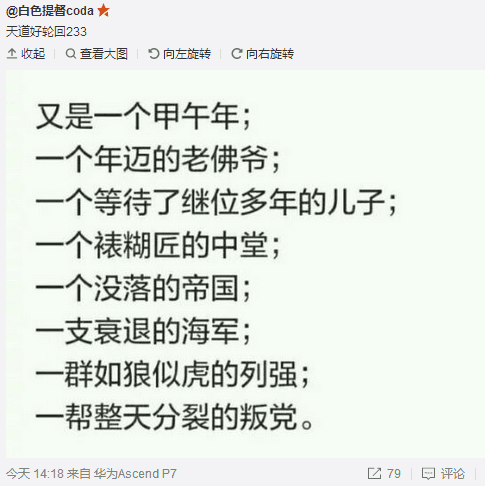 @白色提督coda
天道好轮回233
收起 查看大图 向左旋转 向右旋转
又是一个甲午年；
一个年迈的老佛爷；
一个等待了继位多年的儿子；
一个裱糊匠的中堂；
一个没落的帝国；
一支衰退的海军；
一群如狼似虎的列强；
一帮整天分裂的叛党。
今天 14:18 来自 华为Ascend P7 79 评论